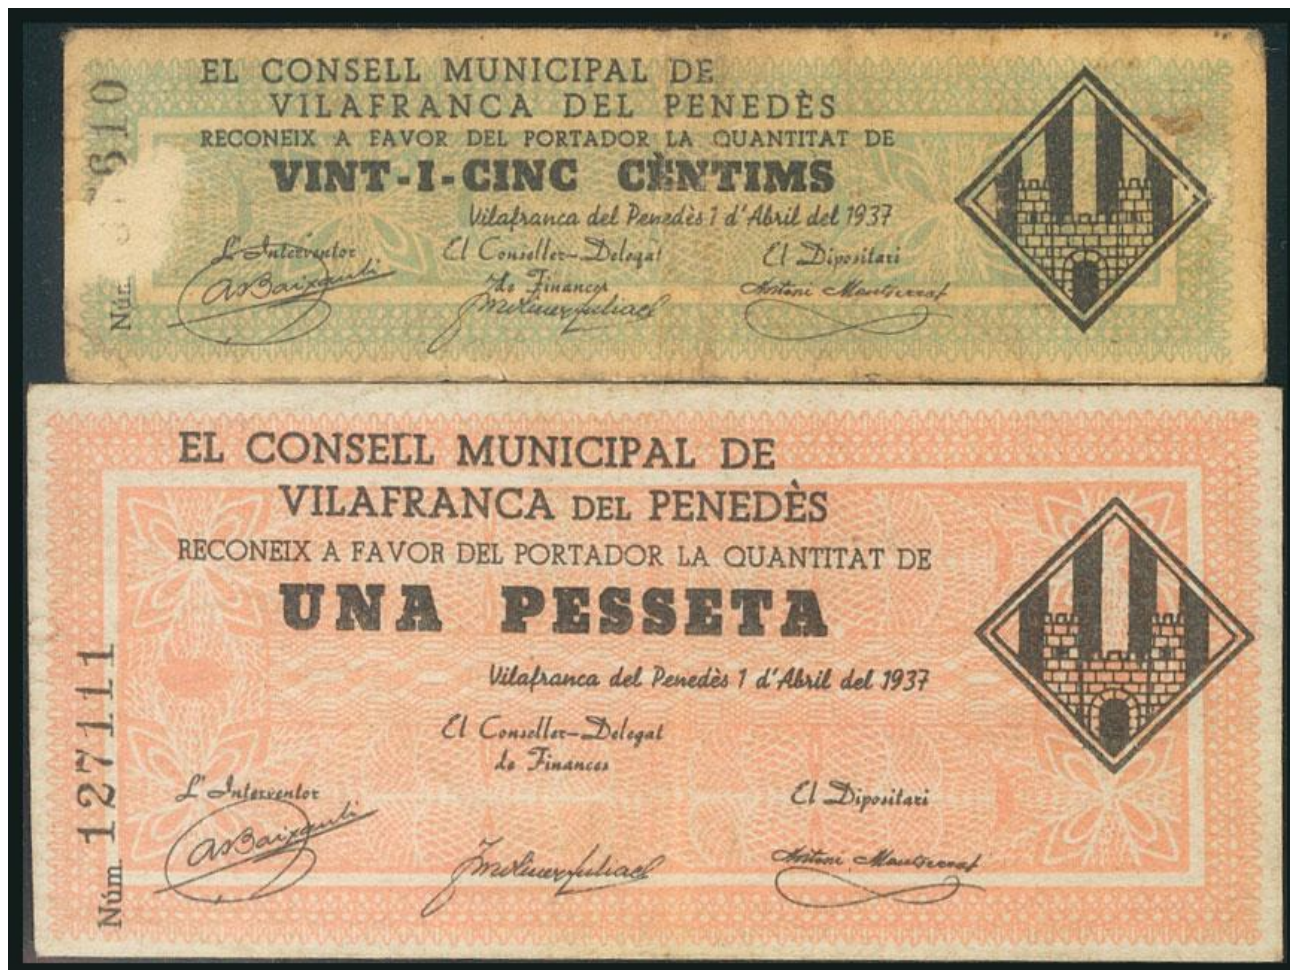 EL CONSELL MUNICIPAL DE
VILAFRANCA DEL PENEDÈS
RECONEIX A FAVOR DEL PORTADOR LA QUANTITAT DE
VINT-I-CINC CÈNTIMS
Vilafranca del Penedès 1 d'Abril del 1937
L'Interventor
El Conseller-Delegat
de Finances
El Dipositari
Antoni Montserrat
Núm. 610
EL CONSELL MUNICIPAL DE
VILAFRANCA DEL PENEDÈS
RECONEIX A FAVOR DEL PORTADOR LA QUANTITAT DE
UNA PESSETA
Vilafranca del Penedès 1 d'Abril del 1937
El Conseller-Delegat
de Finances
L'Interventor
El Dipositari
Antoni Montserrat
Núm. 127111